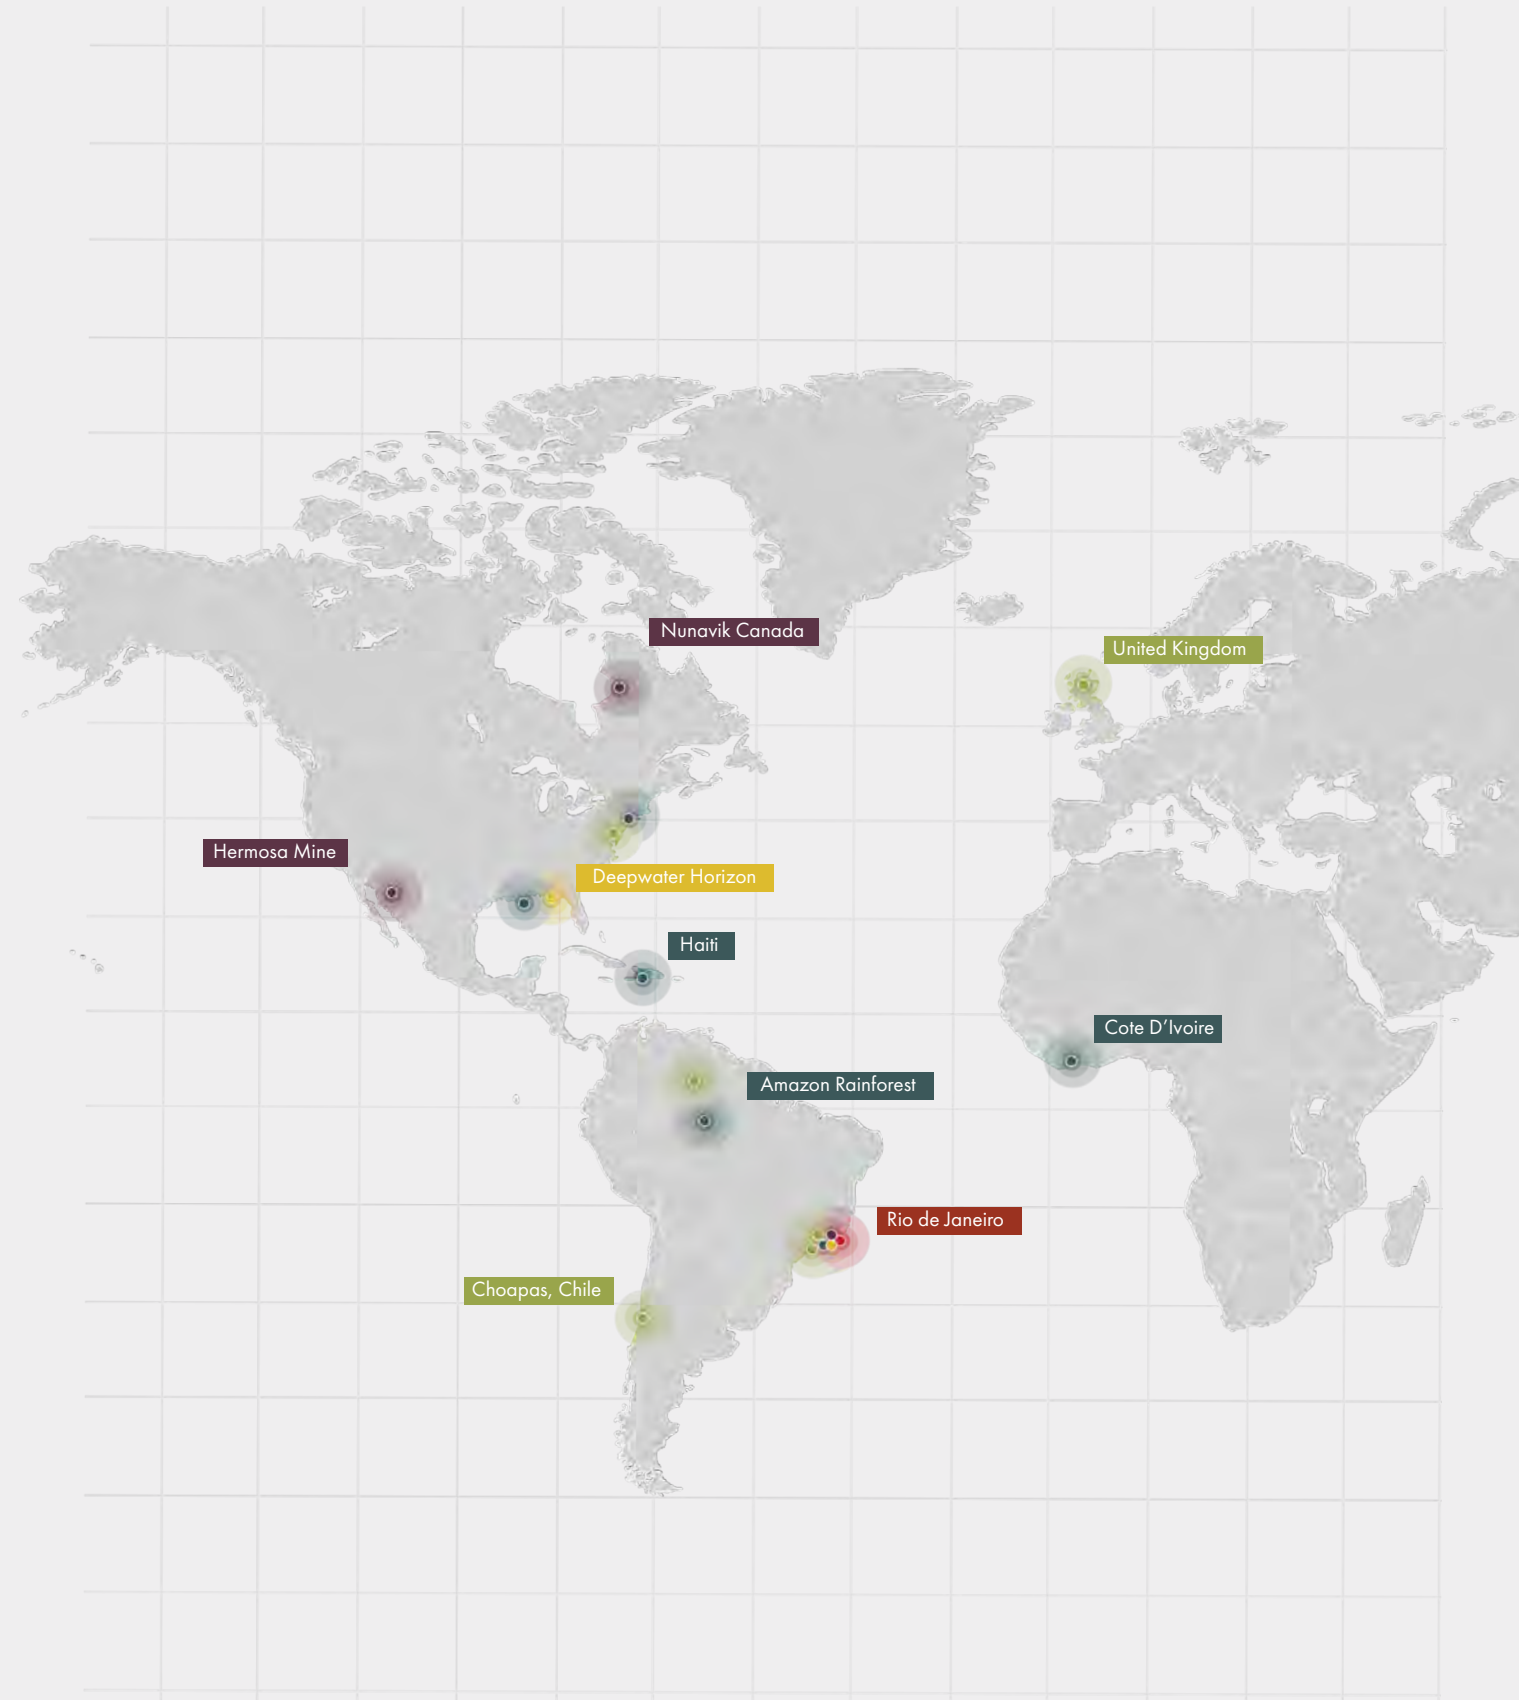 Nunavik Canada
United Kingdom
Hermosa Mine
Deepwater Horizon
Haiti
Cote D’Ivoire
Amazon Rainforest
Rio de Janeiro
Choapas, Chile